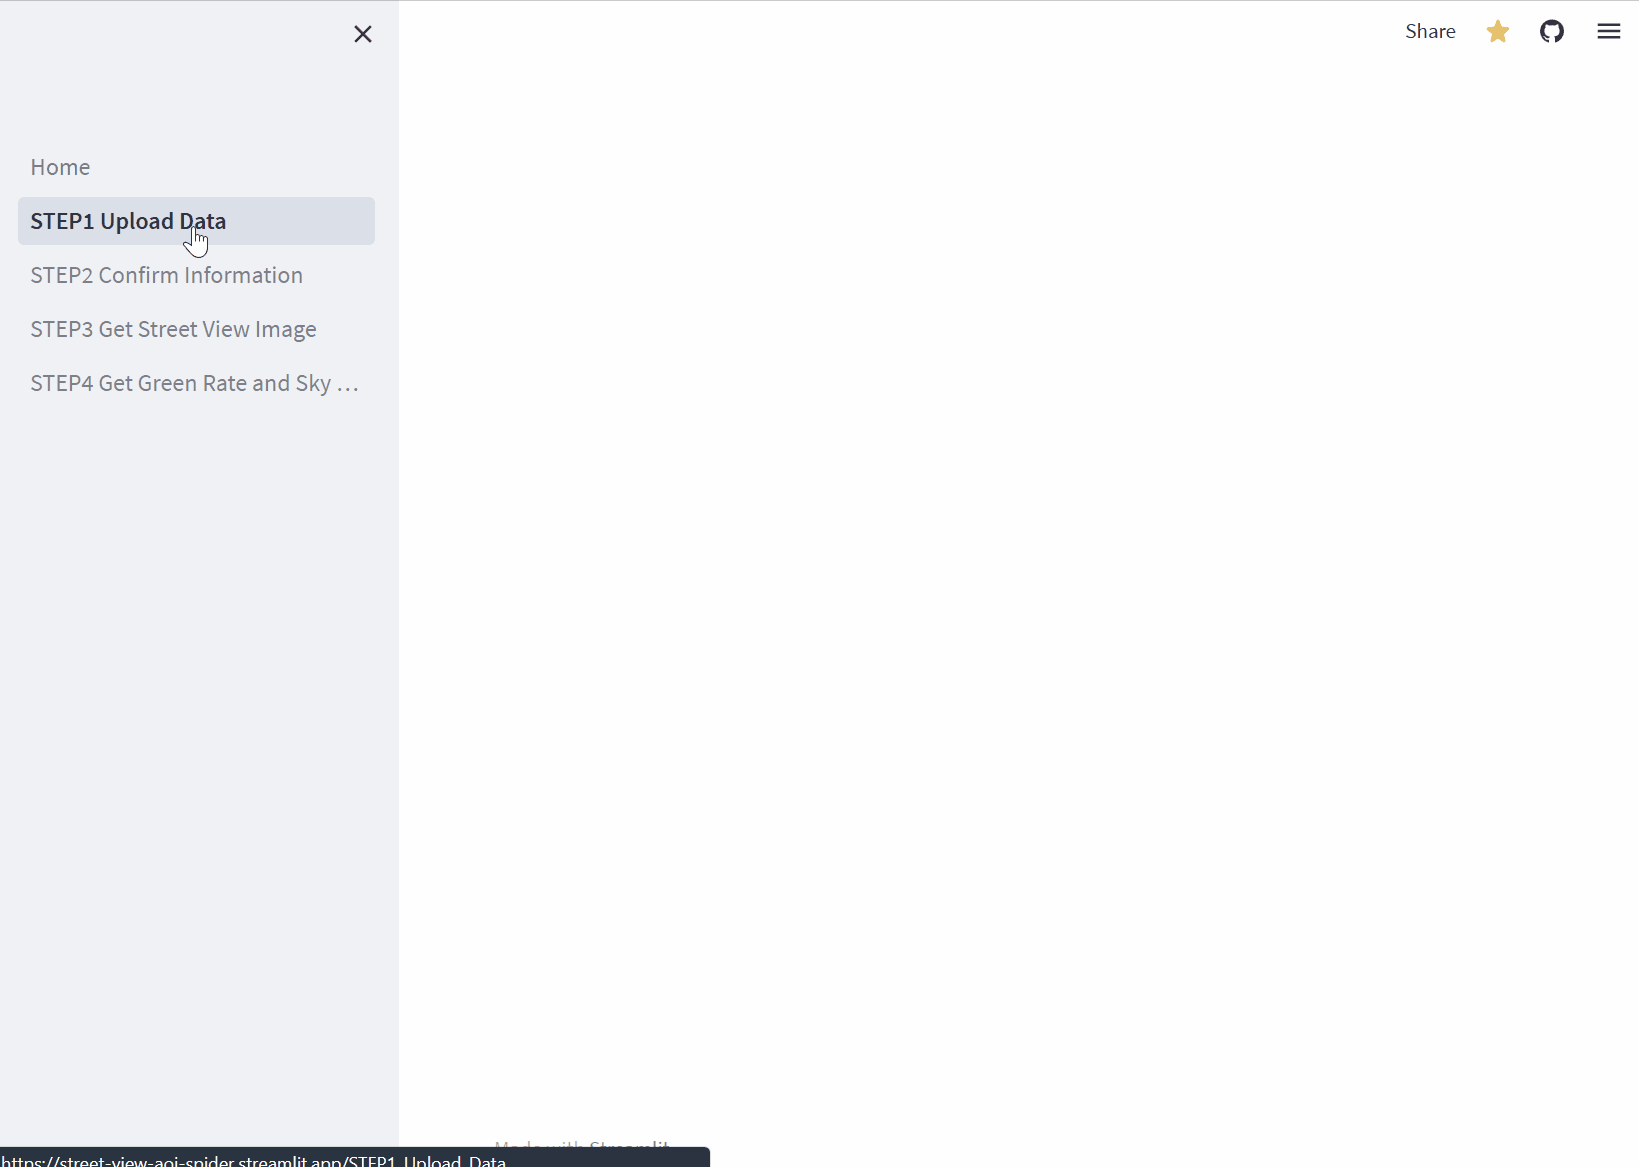 Share
Home
STEP1 Upload Data
STEP2 Confirm Information
STEP3 Get Street View Image
STEP4 Get Green Rate and Sky ...
Made with Streamlit
https://street-view-aoi-spider.streamlit.app/STEP1_Upload_Data